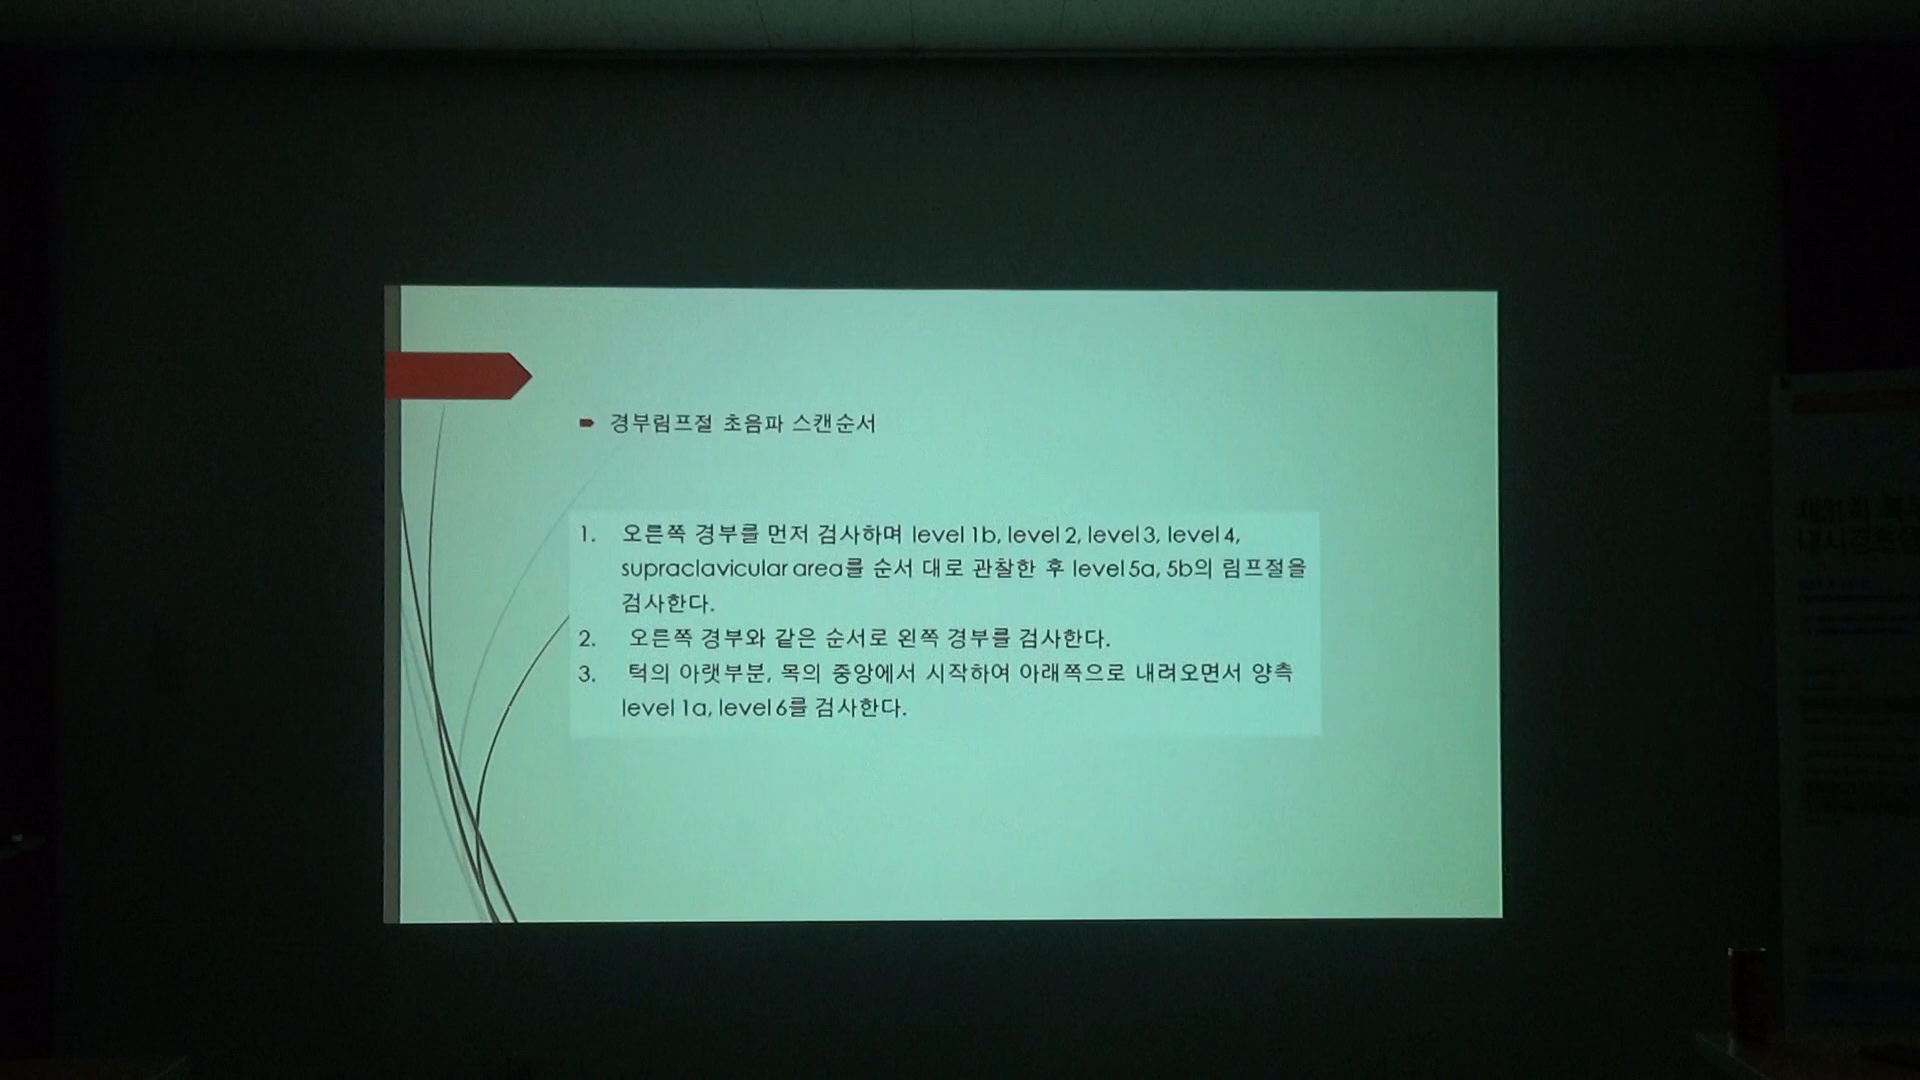 경부림프절 초음파 스캔순서
1. 오른쪽 경부를 먼저 검사하며 level 1b, level 2, level 3, level 4,
supraclavicular area를 순서 대로 관찰한 후 level 5a, 5b의 림프절을
검사한다.
2. 오른쪽 경부와 같은 순서로 왼쪽 경부를 검사한다.
3. 턱의 아랫부분, 목의 중앙에서 시작하여 아래쪽으로 내려오면서 양측
level 1a, level 6를 검사한다.